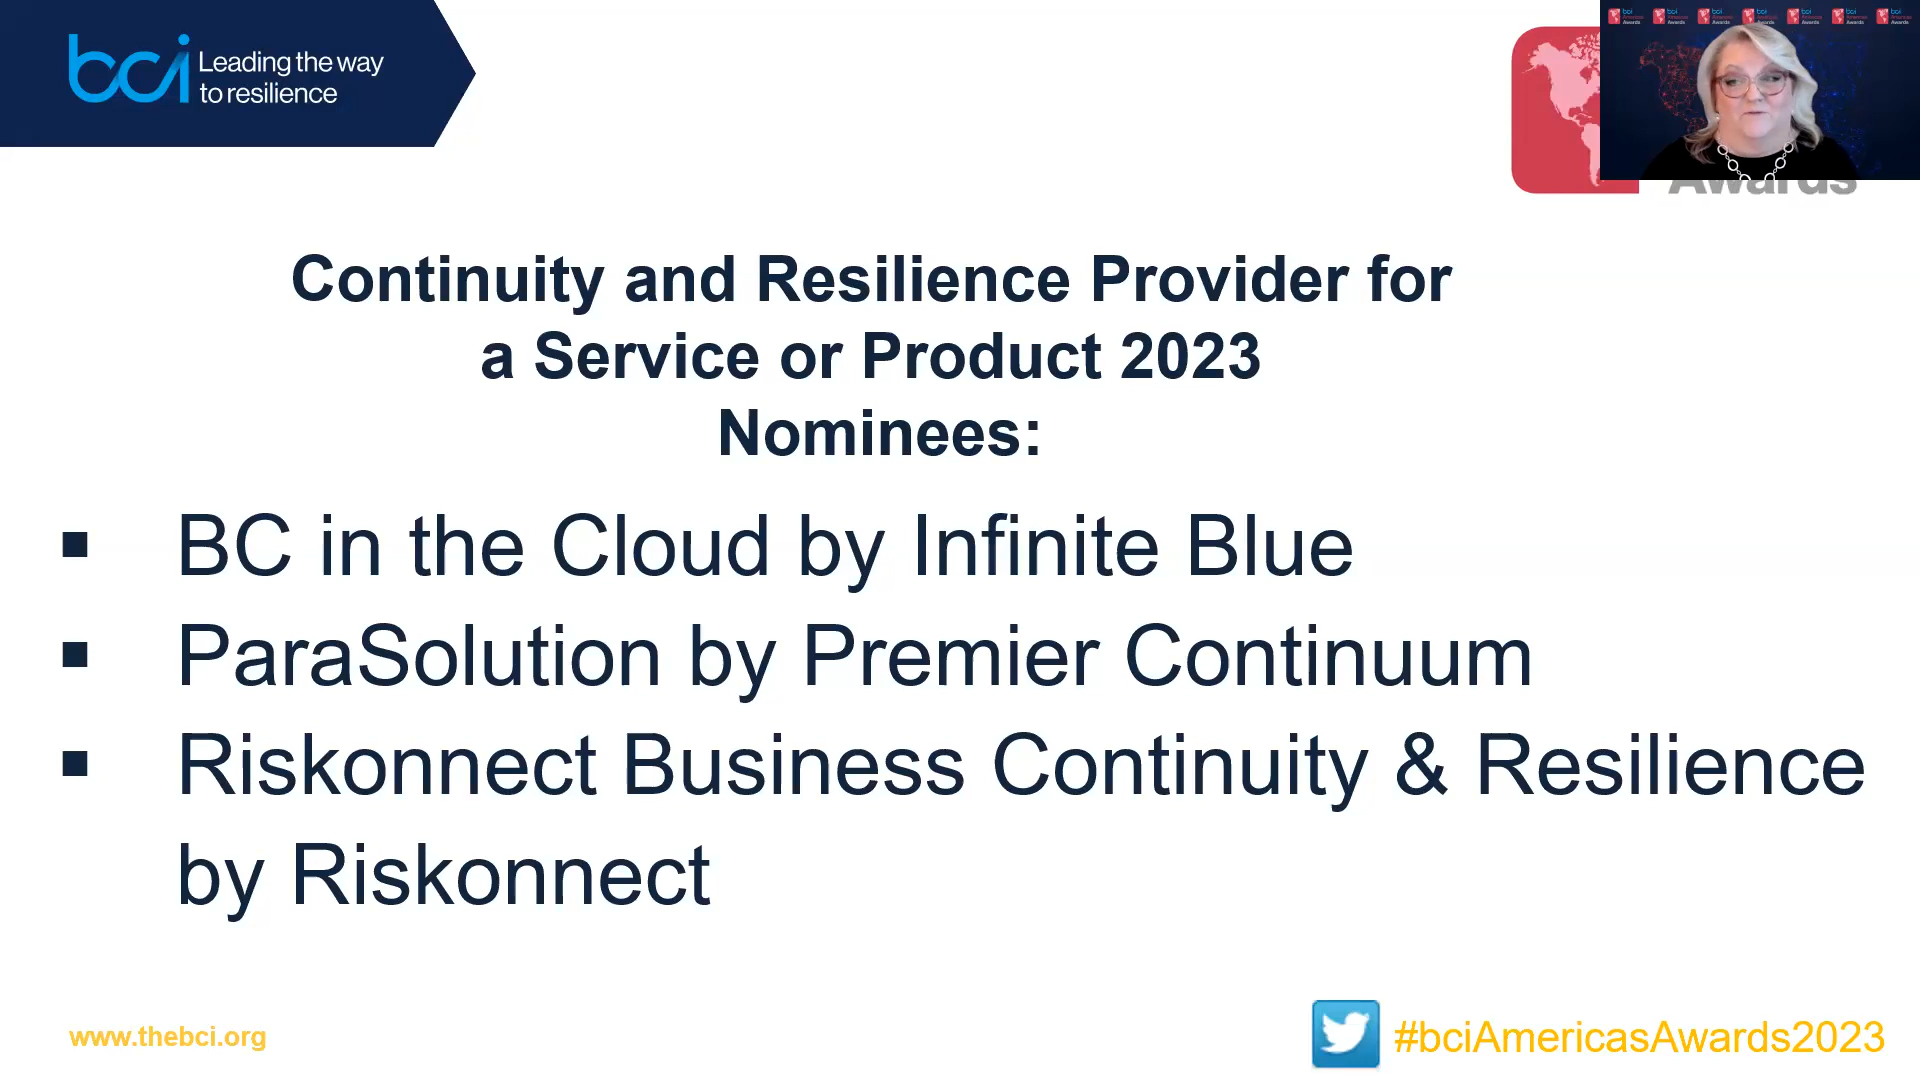 bci Leading the way
to resilience
Awards
Continuity and Resilience Provider for
a Service or Product 2023
Nominees:
▪ BC in the Cloud by Infinite Blue
▪ ParaSolution by Premier Continuum
▪ Riskonnect Business Continuity & Resilience
by Riskonnect
www.thebci.org
#bciAmericasAwards2023